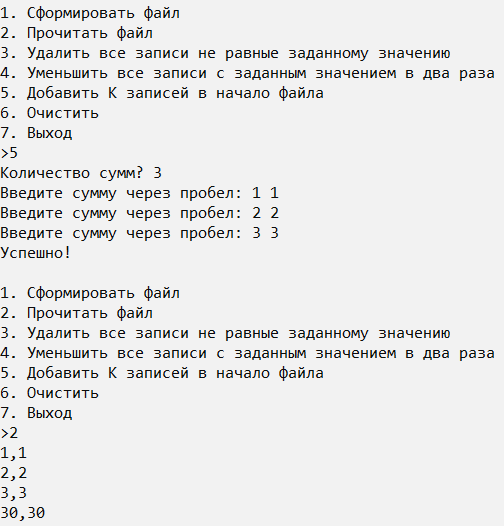 1. Сформировать файл
2. Прочитать файл
3. Удалить все записи не равные заданному значению
4. Уменьшить все записи с заданным значением в два раза
5. Добавить К записей в начало файла
6. Очистить
7. Выход
>5
Количество сумм? 3
Введите сумму через пробел: 1 1
Введите сумму через пробел: 2 2
Введите сумму через пробел: 3 3
Успешно!
1. Сформировать файл
2. Прочитать файл
3. Удалить все записи не равные заданному значению
4. Уменьшить все записи с заданным значением в два раза
5. Добавить К записей в начало файла
6. Очистить
7. Выход
>2
1,1
2,2
3,3
30,30